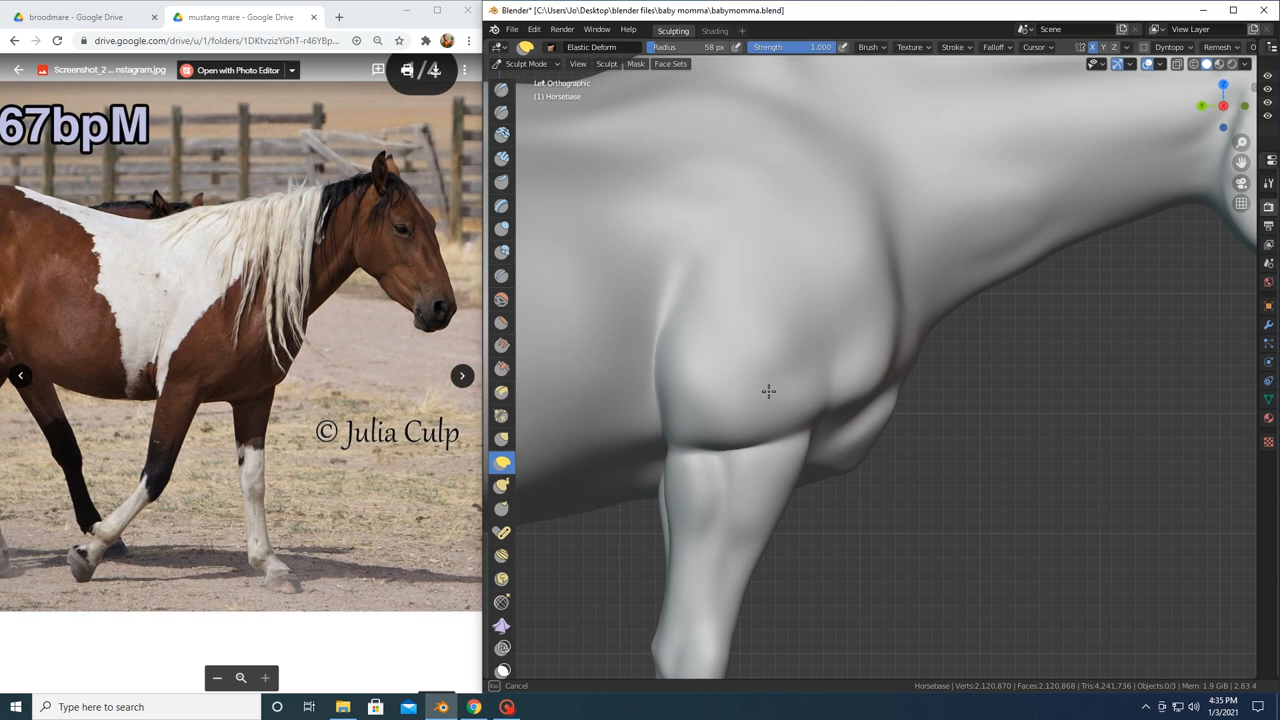 broodmare - Google Drive
mustang mare - Google Drive
Blender* [C:\Users\Jo\Desktop\blender files\baby momma\babymomma.blend]
drive.google.com/drive/u/1/folders/1DKtvzizYGhT-r46YBp...
File Edit Render Window Help Sculpting Shading
Scene
View Layer
Elastic Deform Radius 58 px Strength 1.000 Brush Texture Stroke Falloff Cursor X Y Z Dyntopo Remesh O
Screenshot_2 ... nstagram.jpg
Open with Photo Editor
1/4
Sculpt Mode View Sculpt Mask Face Sets
Left Orthographic
(1) Horsebase
67bpM
Z
Y
X
© Julia Culp
Esc Cancel
Horsebase | Verts:2,120,870 | Faces:2,120,868 | Tris:4,241,736 | Objects:0/3 | Mem: 1.9 GiB | 2.83.4
Type here to search
4:35 PM
1/3/2021